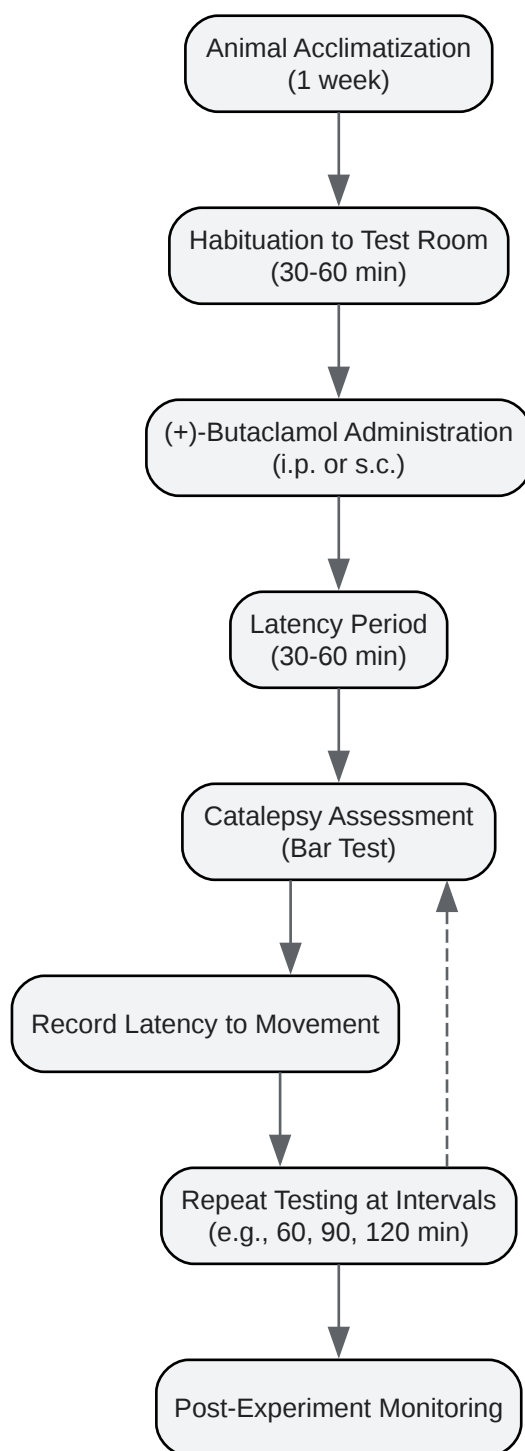 Animal Acclimatization
(1 week)
Habituation to Test Room
(30-60 min)
(+)-Butaclamol Administration
(i.p. or s.c.)
Latency Period
(30-60 min)
Catalepsy Assessment
(Bar Test)
Record Latency to Movement
Repeat Testing at Intervals
(e.g., 60, 90, 120 min)
Post-Experiment Monitoring